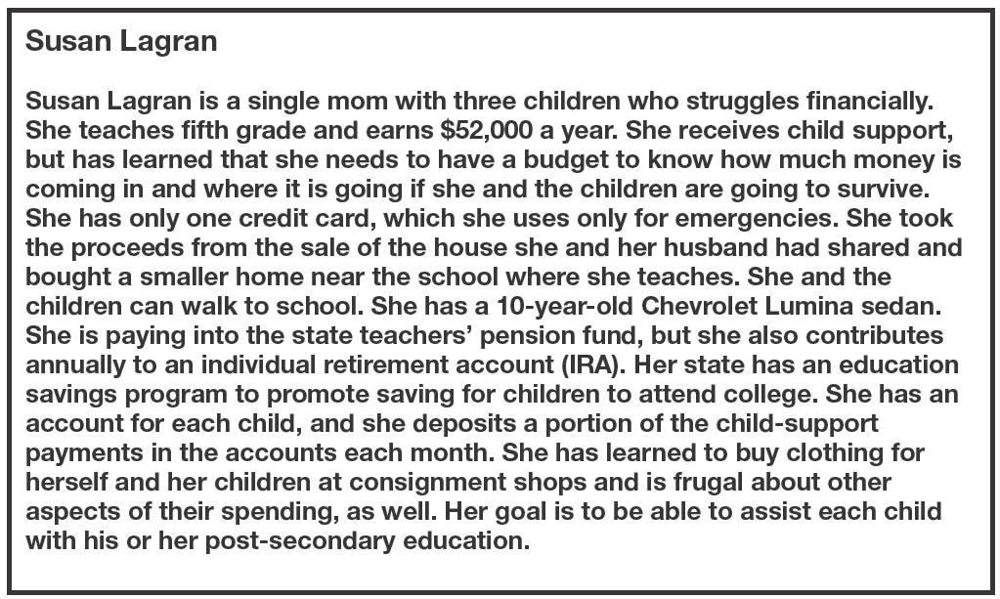 Susan Lagran
Susan Lagran is a single mom with three children who struggles financially.
She teaches fifth grade and earns $52,000 a year. She receives child support,
but has learned that she needs to have a budget to know how much money is
coming in and where it is going if she and the children are going to survive.
She has only one credit card, which she uses only for emergencies. She took
the proceeds from the sale of the house she and her husband had shared and
bought a smaller home near the school where she teaches. She and the
children can walk to school. She has a 10-year-old Chevrolet Lumina sedan.
She is paying into the state teachers’ pension fund, but she also contributes
annually to an individual retirement account (IRA). Her state has an education
savings program to promote saving for children to attend college. She has an
account for each child, and she deposits a portion of the child-support
payments in the accounts each month. She has learned to buy clothing for
herself and her children at consignment shops and is frugal about other
aspects of their spending, as well. Her goal is to be able to assist each child
with his or her post-secondary education.